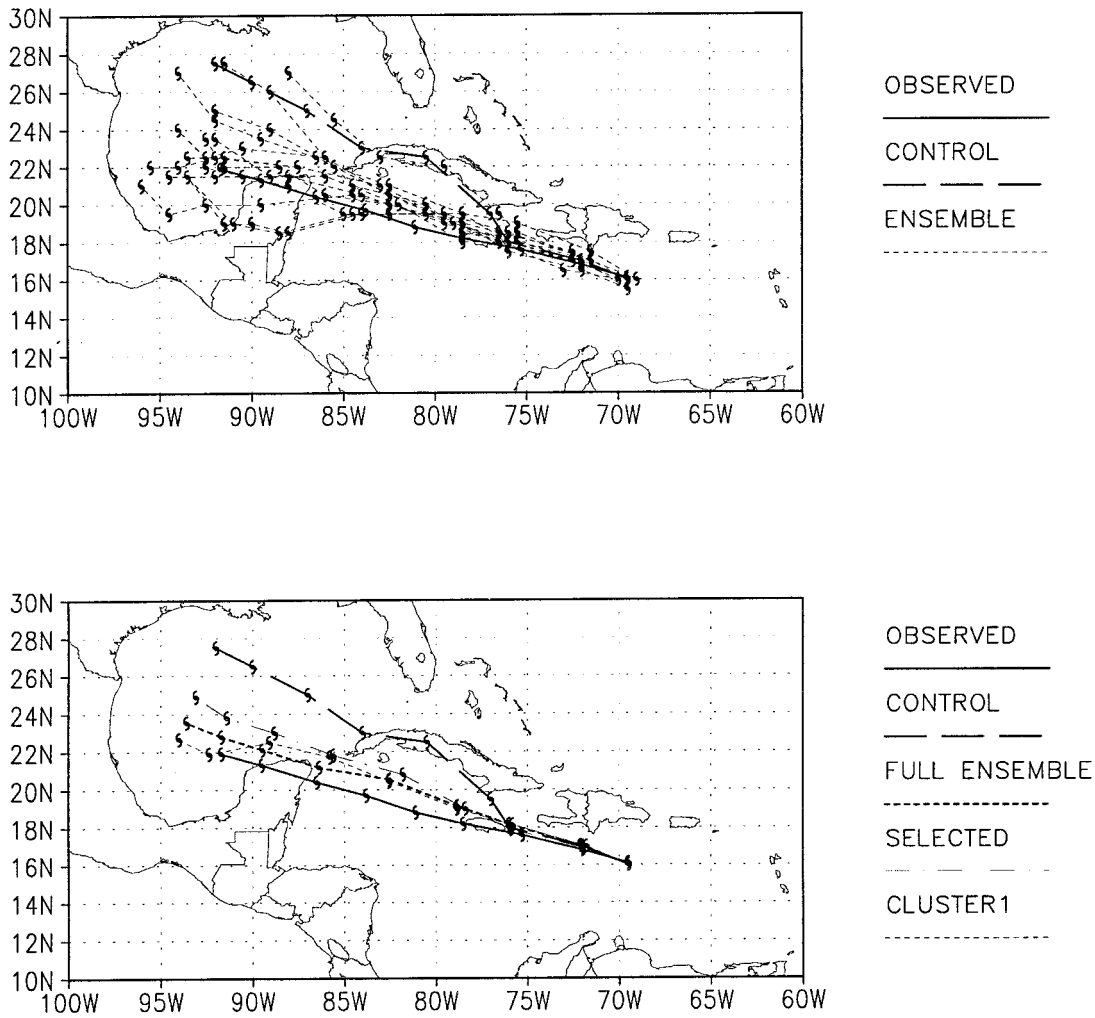 30N
28N
26N
24N
22N
20N
18N
16N
14N
12N
10N
100W 95W 90W 85W 80W 75W 70W 65W 60W
OBSERVED
CONTROL
ENSEMBLE
30N
28N
26N
24N
22N
20N
18N
16N
14N
12N
10N
100W 95W 90W 85W 80W 75W 70W 65W 60W
OBSERVED
CONTROL
FULL ENSEMBLE
SELECTED
CLUSTER1